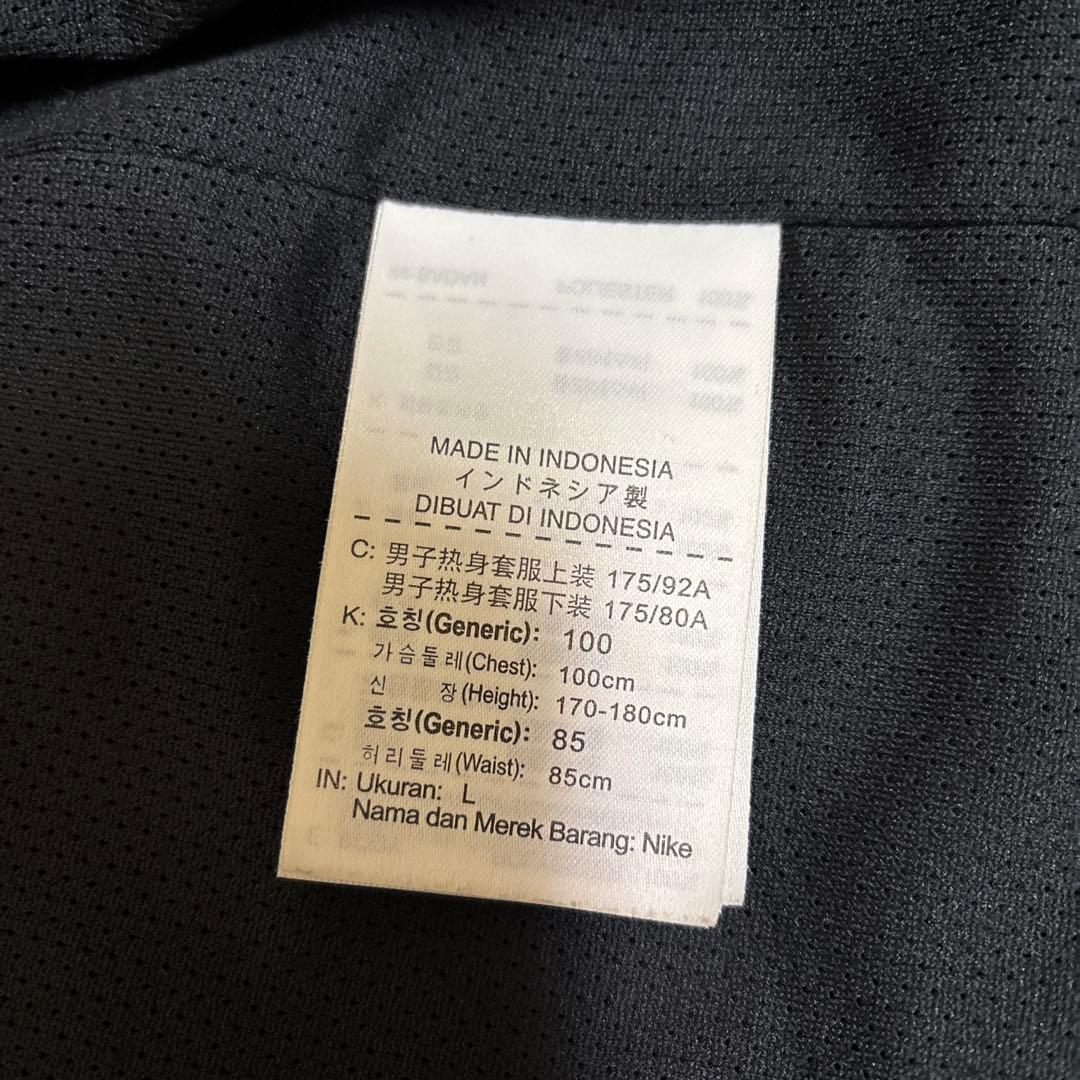 MADE IN INDONESIA
インドネシア製
DIBUAT DI INDONESIA
C: 男子热身套服上装 175/92A
男子热身套服下装 175/80A
K: 호칭(Generic): 100
가슴둘레(Chest): 100cm
신 장(Height): 170-180cm
호칭(Generic): 85
허리둘레(Waist): 85cm
IN: Ukuran: L
Nama dan Merek Barang: Nike